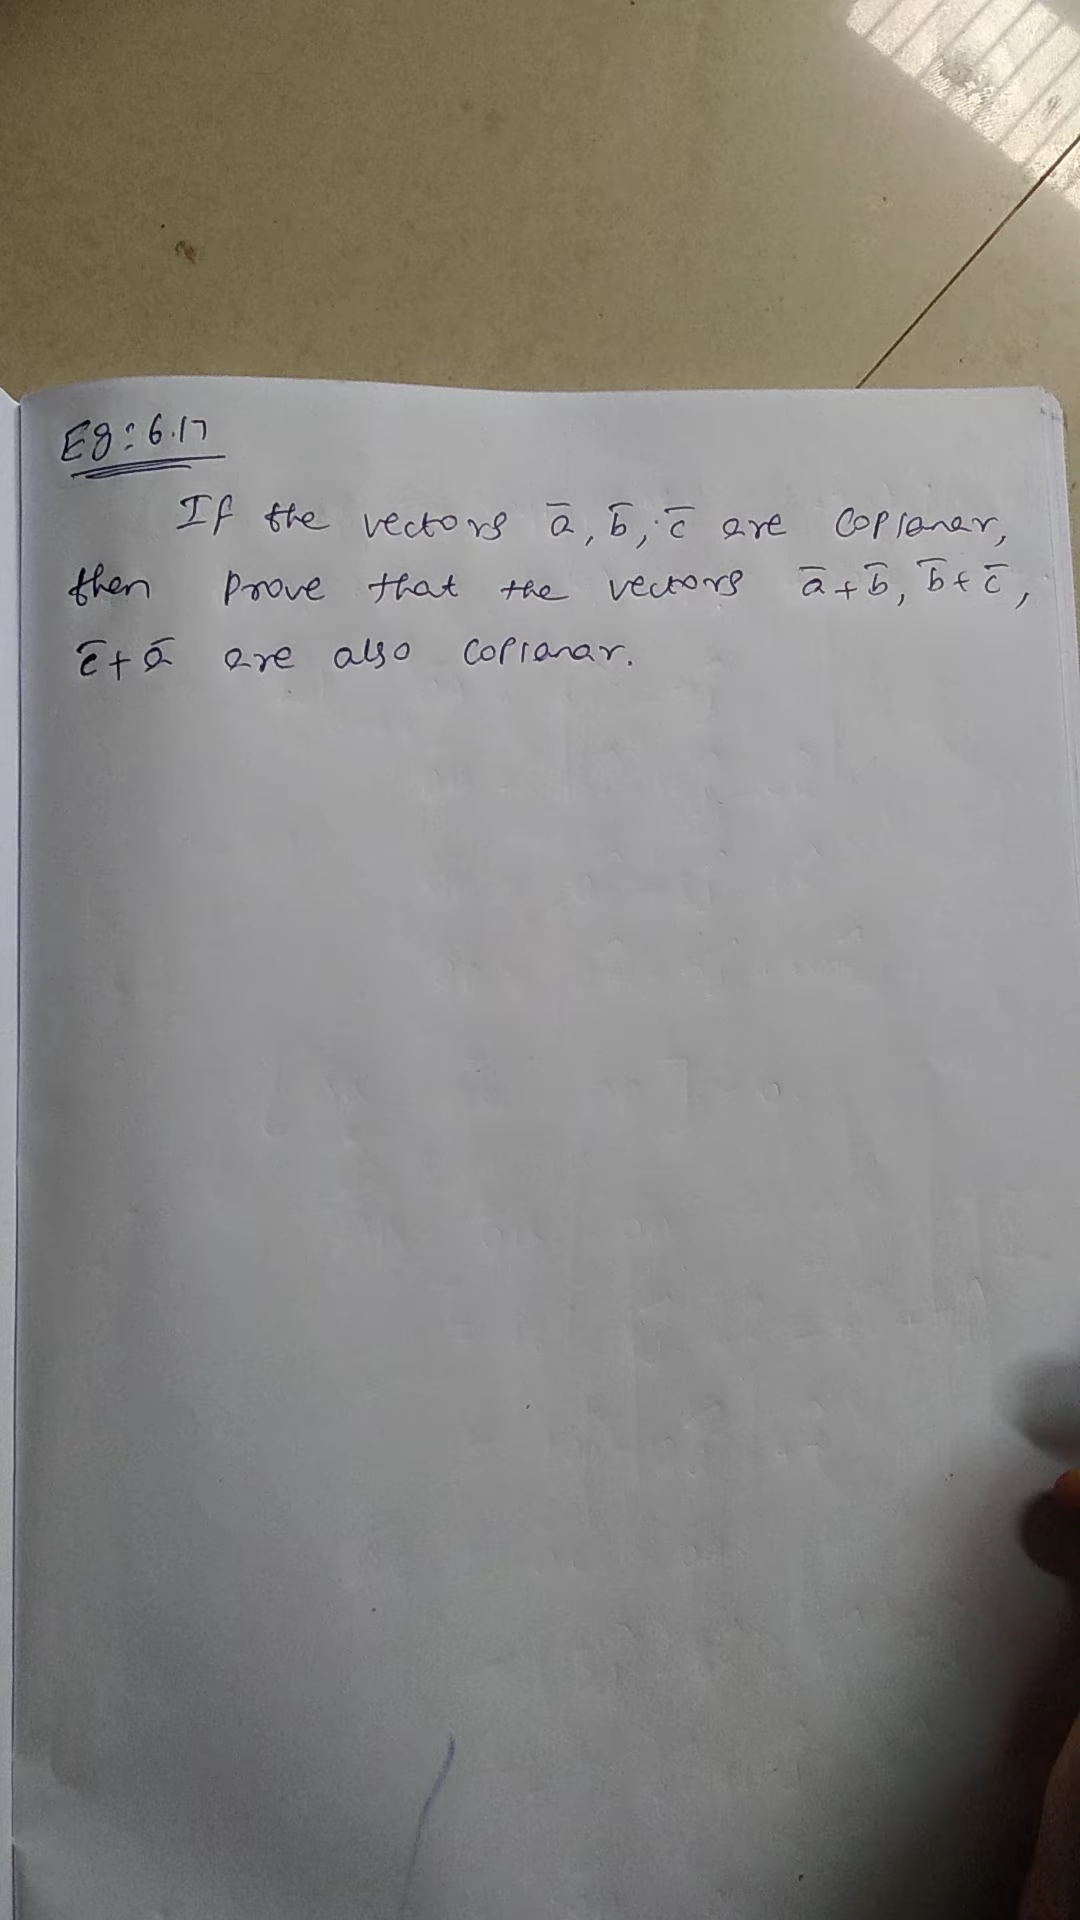 Eg: 6.17
If the vectors a̅, b̅, c̅ are coplanar,
then prove that the vectors a̅+b̅, b̅+c̅,
c̅+a̅ are also coplanar.